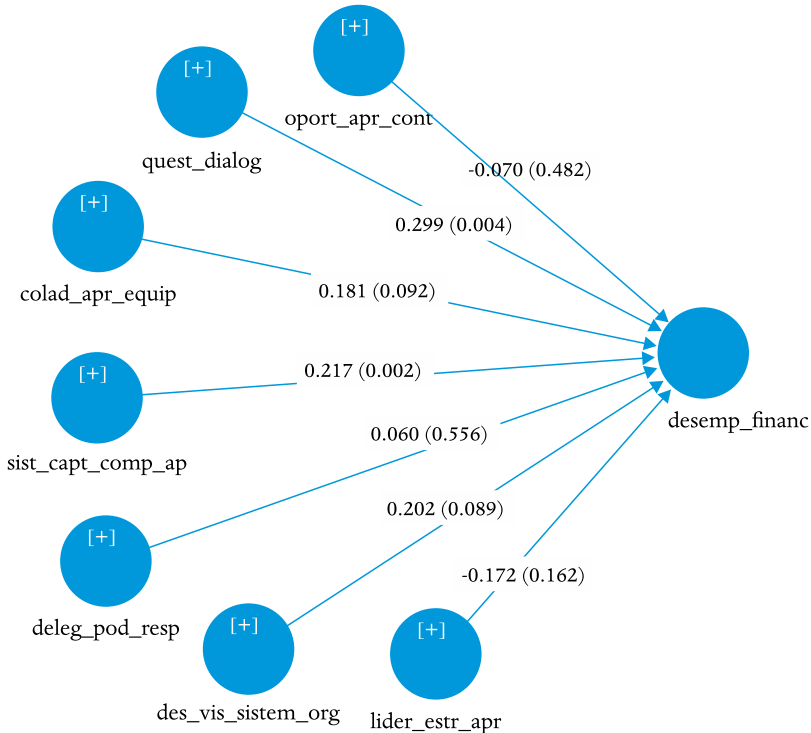 [+]
oport_apr_cont
[+]
quest_dialog
-0.070 (0.482)
0.299 (0.004)
[+]
colad_apr_equip
0.181 (0.092)
[+]
sist_capt_comp_ap
0.217 (0.002)
desemp_financ
0.060 (0.556)
[+]
deleg_pod_resp
0.202 (0.089)
-0.172 (0.162)
[+]
des_vis_sistem_org
[+]
lider_estr_apr